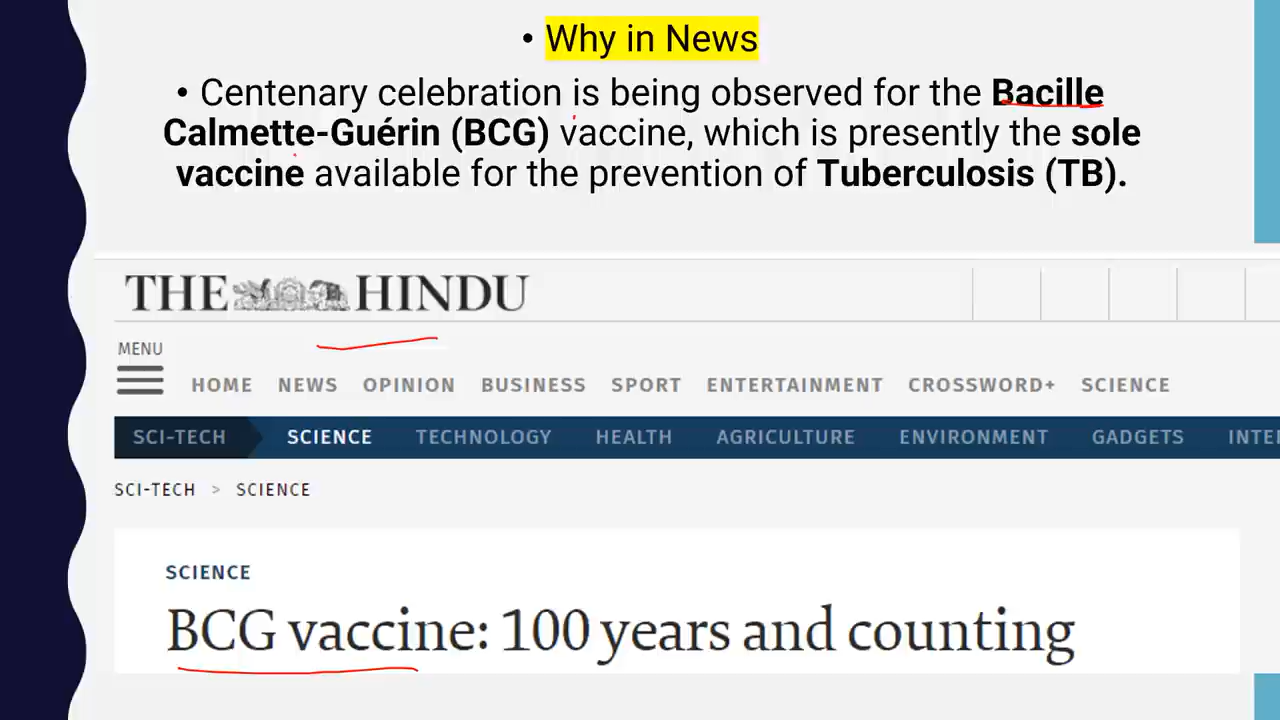 • Why in News
• Centenary celebration is being observed for the Bacille
Calmette-Guérin (BCG) vaccine, which is presently the sole
vaccine available for the prevention of Tuberculosis (TB).
THE HINDU
MENU
HOME NEWS OPINION BUSINESS SPORT ENTERTAINMENT CROSSWORD+ SCIENCE
SCI-TECH SCIENCE TECHNOLOGY HEALTH AGRICULTURE ENVIRONMENT GADGETS
SCI-TECH > SCIENCE
SCIENCE
BCG vaccine: 100 years and counting